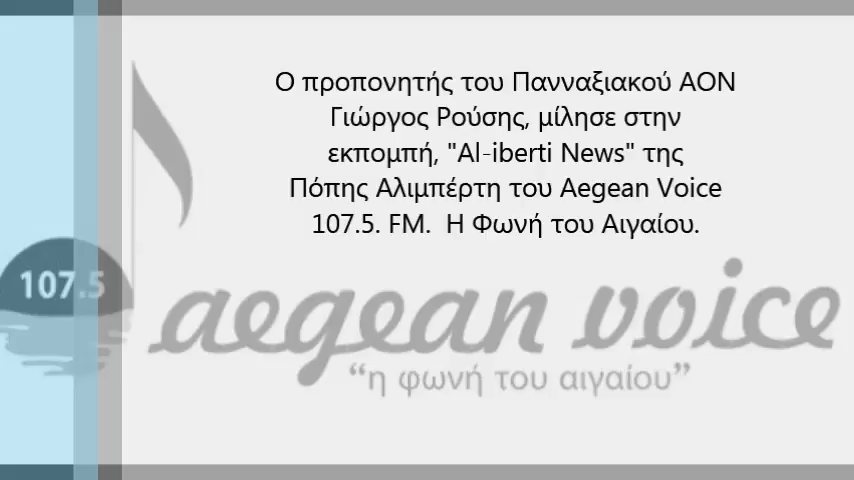 Ο προπονητής του Πανναξιακού ΑΟΝ
Γιώργος Ρούσης, μίλησε στην
εκπομπή, "Al-iberti News" της
Πόπης Αλιμπέρτη του Aegean Voice
107.5. FM.  Η Φωνή του Αιγαίου.
107.5
aegean voice
“η φωνή του αιγαίου”